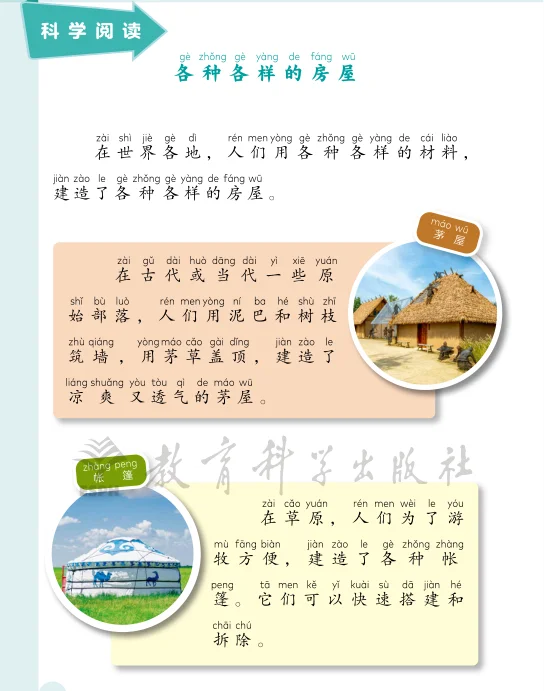 科学阅读
gè zhǒng gè yàng de fáng wū
各种各样的房屋
zài shì jiè gè dì rén men yòng gè zhǒng gè yàng de cái liào
在世界各地，人们用各种各样的材料，
jiàn zào le gè zhǒng gè yàng de fáng wū
建造了各种各样的房屋。
máo wū
茅屋
zài gǔ dài huò dāng dài yì xiē yuán
在古代或当代一些原
shǐ bù luò rén men yòng ní ba hé shù zhī
始部落，人们用泥巴和树枝
zhù qiáng yòng máo cǎo gài dǐng jiàn zào le
筑墙，用茅草盖顶，建造了
liáng shuǎng yòu tòu qì de máo wū
凉爽又透气的茅屋。
教育科学出版社
zhàng peng
帐篷
zài cǎo yuán rén men wèi le yóu
在草原，人们为了游
mù fāng biàn jiàn zào le gè zhǒng zhàng
牧方便，建造了各种帐
peng tā men kě yǐ kuài sù dā jiàn hé
篷。它们可以快速搭建和
chāi chú
拆除。